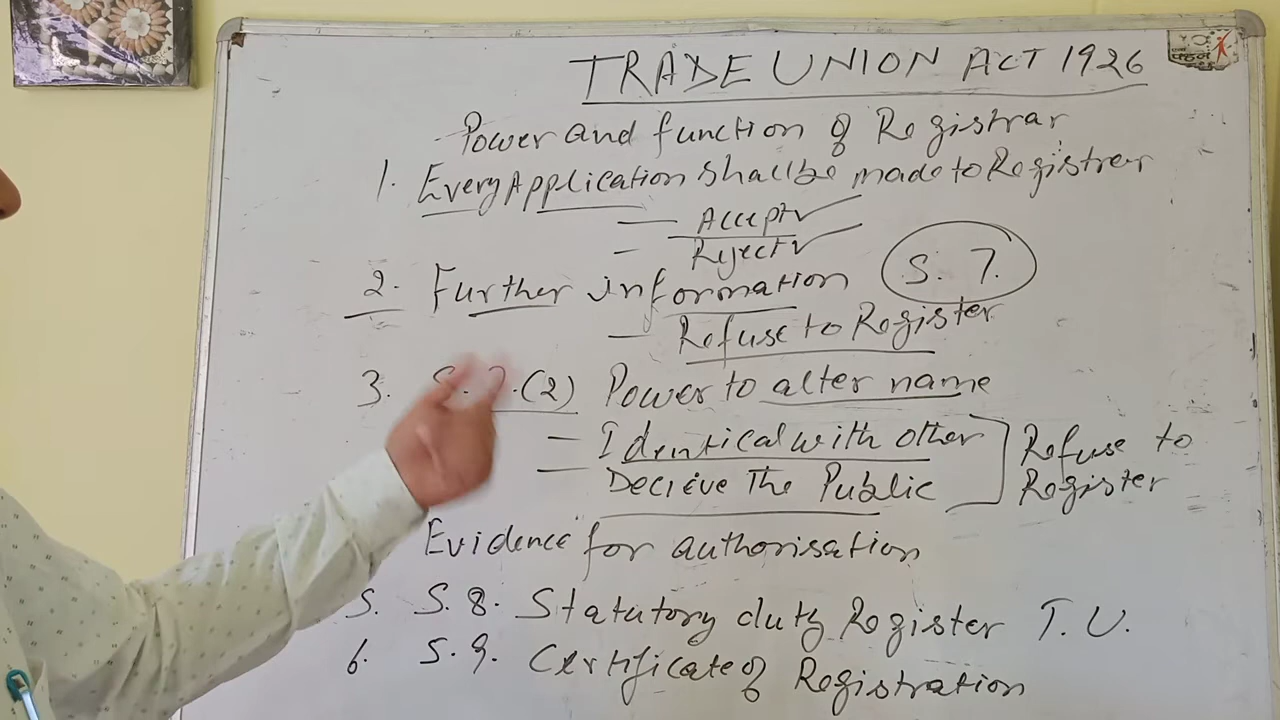 TRADE UNION ACT 1926
Power and function of Registrar
1. Every Application shall be made to Registrer
— Accept ✓
— Reject ✓
2. Further information S. 7.
— Refuse to Register
3. S. 7.(2) Power to alter name
— Identical with other
— Decieve The Public
Refuse to
Register
Evidence for authorisation
5. S. 8. Statutory duty Register T. U.
6. S. 9. Certificate of Registration